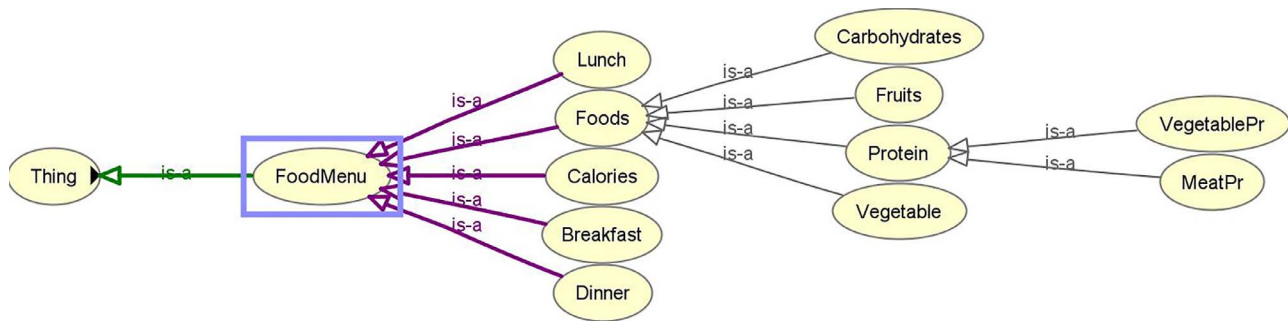 Thing
is-a
FoodMenu
is-a
is-a
is-a
is-a
is-a
Lunch
Foods
Calories
Breakfast
Dinner
is-a
is-a
is-a
is-a
Carbohydrates
Fruits
Protein
Vegetable
is-a
is-a
VegetablePr
MeatPr